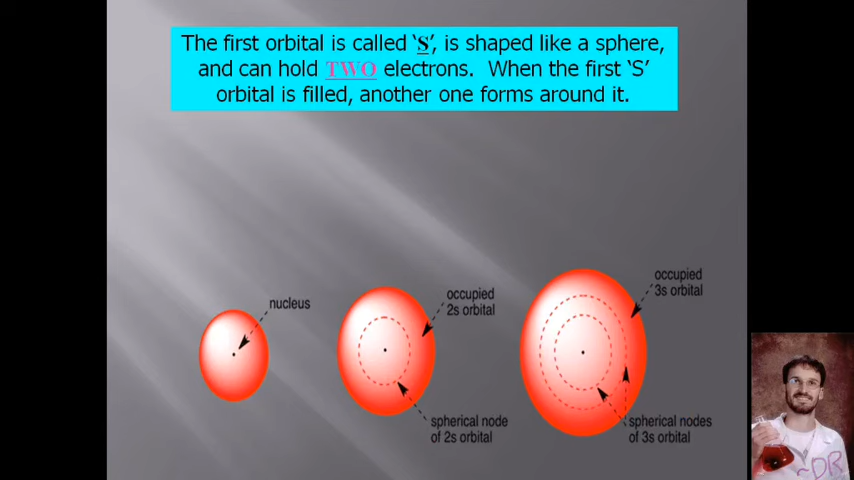 The first orbital is called ‘S’, is shaped like a sphere,
and can hold TWO electrons. When the first ‘S’
orbital is filled, another one forms around it.
nucleus
occupied
2s orbital
occupied
3s orbital
spherical node
of 2s orbital
spherical nodes
of 3s orbital
~DR